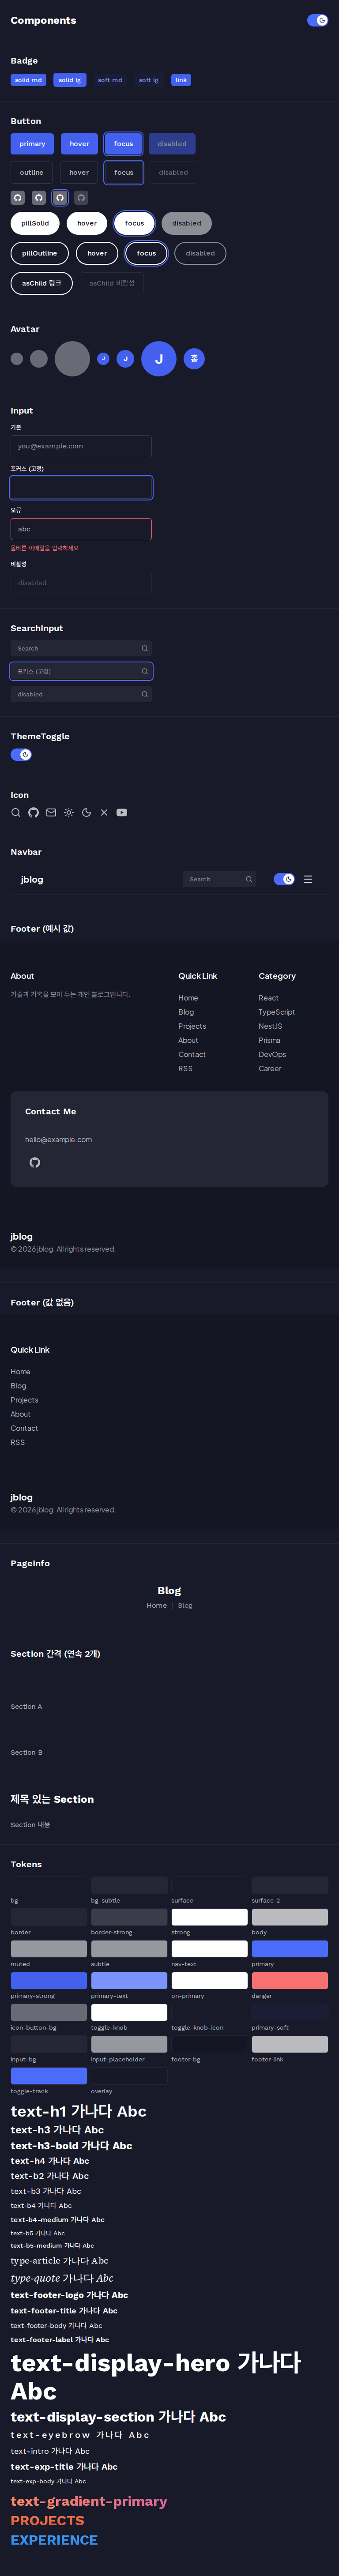 Components
Badge
solid md solid lg soft md soft lg link
Button
primary hover focus disabled
outline hover focus disabled
pillSolid hover focus disabled
pillOutline hover focus disabled
asChild 링크 asChild 비활성
Avatar
J J J 홍
Input
기본
you@example.com
포커스 (고정)
오류
abc
올바른 이메일을 입력하세요
비활성
disabled
SearchInput
Search
포커스 (고정)
disabled
ThemeToggle
Icon
Navbar
jblog Search
Footer (예시 값)
About Quick Link Category
기술과 기록을 모아 두는 개인 블로그입니다.
Home React
Blog TypeScript
Projects NestJS
About Prisma
Contact DevOps
RSS Career
Contact Me
hello@example.com
jblog
© 2026 jblog. All rights reserved.
Footer (값 없음)
Quick Link
Home
Blog
Projects
About
Contact
RSS
jblog
© 2026 jblog. All rights reserved.
PageInfo
Blog
Home | Blog
Section 간격 (연속 2개)
Section A
Section B
제목 있는 Section
Section 내용
Tokens
bg bg-subtle surface surface-2
border border-strong strong body
muted subtle nav-text primary
primary-strong primary-text on-primary danger
icon-button-bg toggle-knob toggle-knob-icon primary-soft
input-bg input-placeholder footer-bg footer-link
toggle-track overlay
text-h1 가나다 Abc
text-h3 가나다 Abc
text-h3-bold 가나다 Abc
text-h4 가나다 Abc
text-b2 가나다 Abc
text-b3 가나다 Abc
text-b4 가나다 Abc
text-b4-medium 가나다 Abc
text-b5 가나다 Abc
text-b5-medium 가나다 Abc
type-article 가나다 Abc
type-quote 가나다 Abc
text-footer-logo 가나다 Abc
text-footer-title 가나다 Abc
text-footer-body 가나다 Abc
text-footer-label 가나다 Abc
text-display-hero 가나다
Abc
text-display-section 가나다 Abc
text-eyebrow 가나다 Abc
text-intro 가나다 Abc
text-exp-title 가나다 Abc
text-exp-body 가나다 Abc
text-gradient-primary
PROJECTS
EXPERIENCE